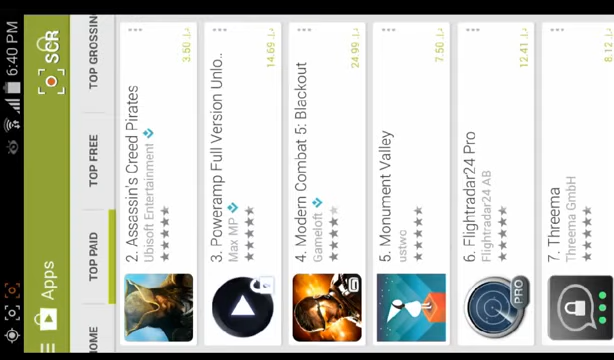 6:40 PM
Apps
SCR
HOME
TOP PAID
TOP FREE
TOP GROSSING
2. Assassin's Creed Pirates
Ubisoft Entertainment
3.50
3. Poweramp Full Version Unlo..
Max MP
14.69
4. Modern Combat 5: Blackout
Gameloft
24.99
5. Monument Valley
ustwo
7.50
6. Flightradar24 Pro
Flightradar24 AB
12.41
PRO
7. Threema
Threema GmbH
8.12